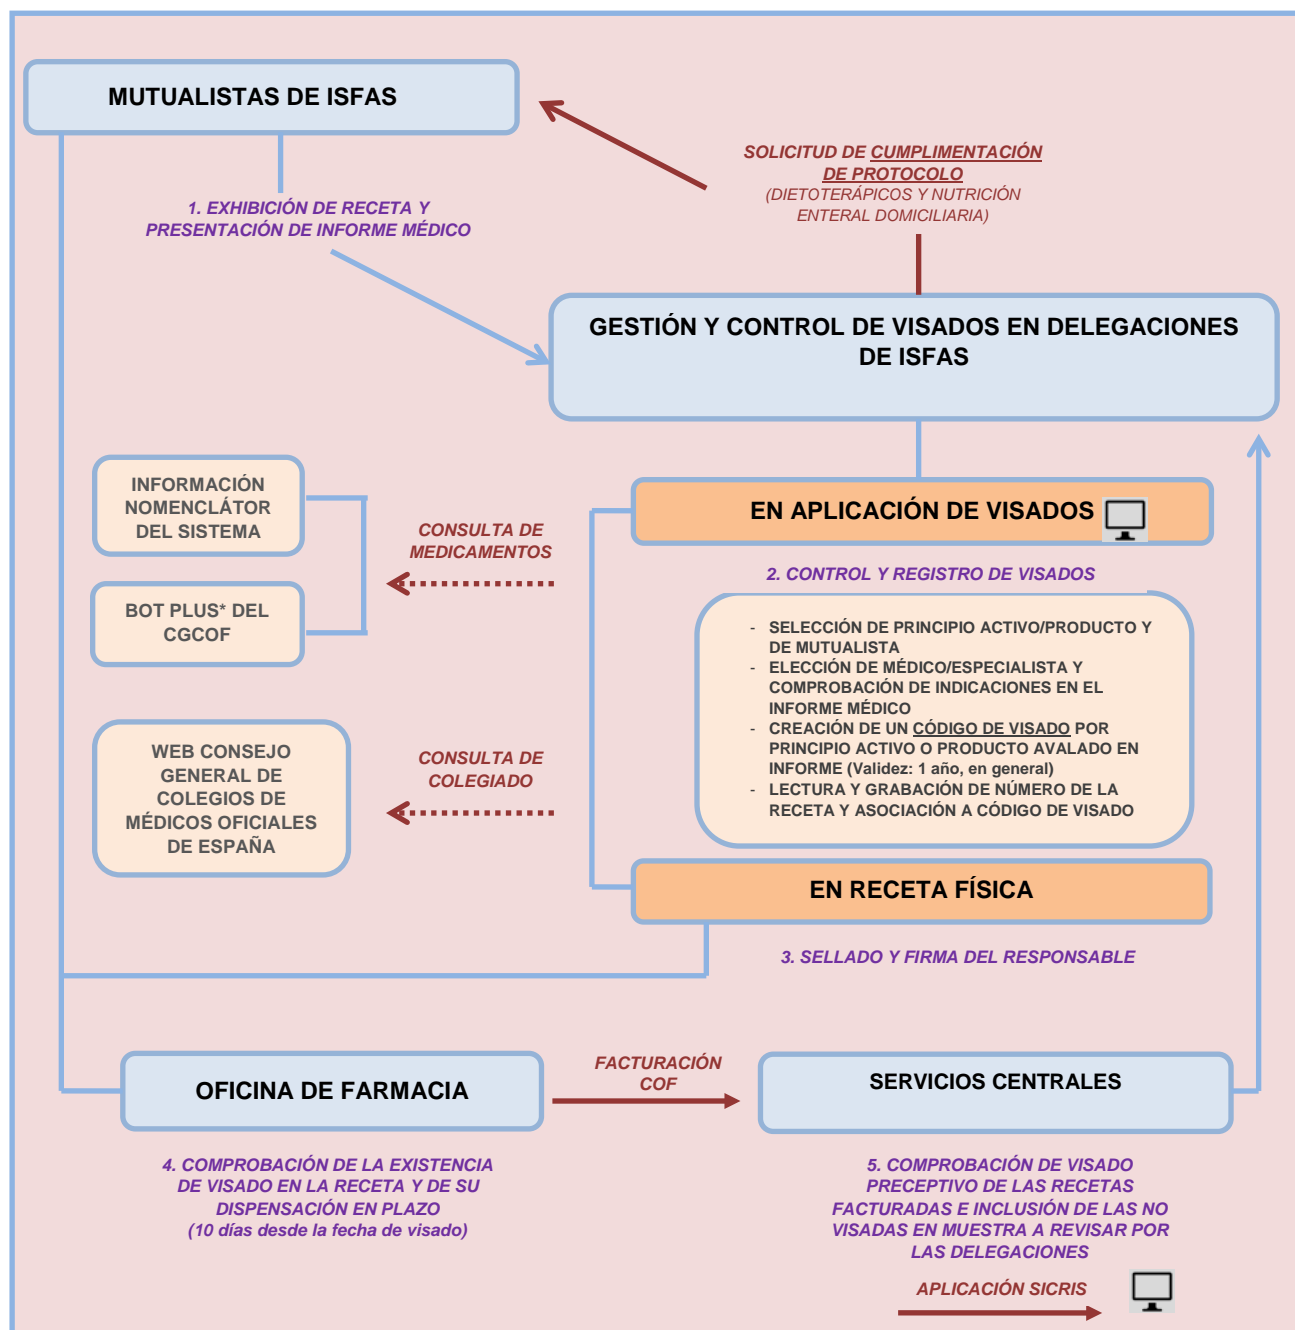 MUTUALISTAS DE ISFAS
SOLICITUD DE CUMPLIMENTACIÓN
DE PROTOCOLO
(DIETOTERÁPICOS Y NUTRICIÓN
ENTERAL DOMICILIARIA)
1. EXHIBICIÓN DE RECETA Y
PRESENTACIÓN DE INFORME MÉDICO
GESTIÓN Y CONTROL DE VISADOS EN DELEGACIONES
DE ISFAS
INFORMACIÓN
NOMENCLÁTOR
DEL SISTEMA
BOT PLUS* DEL
CGCOF
CONSULTA DE
MEDICAMENTOS
EN APLICACIÓN DE VISADOS
2. CONTROL Y REGISTRO DE VISADOS
- SELECCIÓN DE PRINCIPIO ACTIVO/PRODUCTO Y
DE MUTUALISTA
- ELECCIÓN DE MÉDICO/ESPECIALISTA Y
COMPROBACIÓN DE INDICACIONES EN EL
INFORME MÉDICO
- CREACIÓN DE UN CÓDIGO DE VISADO POR
PRINCIPIO ACTIVO O PRODUCTO AVALADO EN
INFORME (Validez: 1 año, en general)
- LECTURA Y GRABACIÓN DE NÚMERO DE LA
RECETA Y ASOCIACIÓN A CÓDIGO DE VISADO
WEB CONSEJO
GENERAL DE
COLEGIOS DE
MÉDICOS OFICIALES
DE ESPAÑA
CONSULTA DE
COLEGIADO
EN RECETA FÍSICA
3. SELLADO Y FIRMA DEL RESPONSABLE
OFICINA DE FARMACIA
FACTURACIÓN
COF
SERVICIOS CENTRALES
4. COMPROBACIÓN DE LA EXISTENCIA
DE VISADO EN LA RECETA Y DE SU
DISPENSACIÓN EN PLAZO
(10 días desde la fecha de visado)
5. COMPROBACIÓN DE VISADO
PRECEPTIVO DE LAS RECETAS
FACTURADAS E INCLUSIÓN DE LAS NO
VISADAS EN MUESTRA A REVISAR POR
LAS DELEGACIONES
APLICACIÓN SICRIS